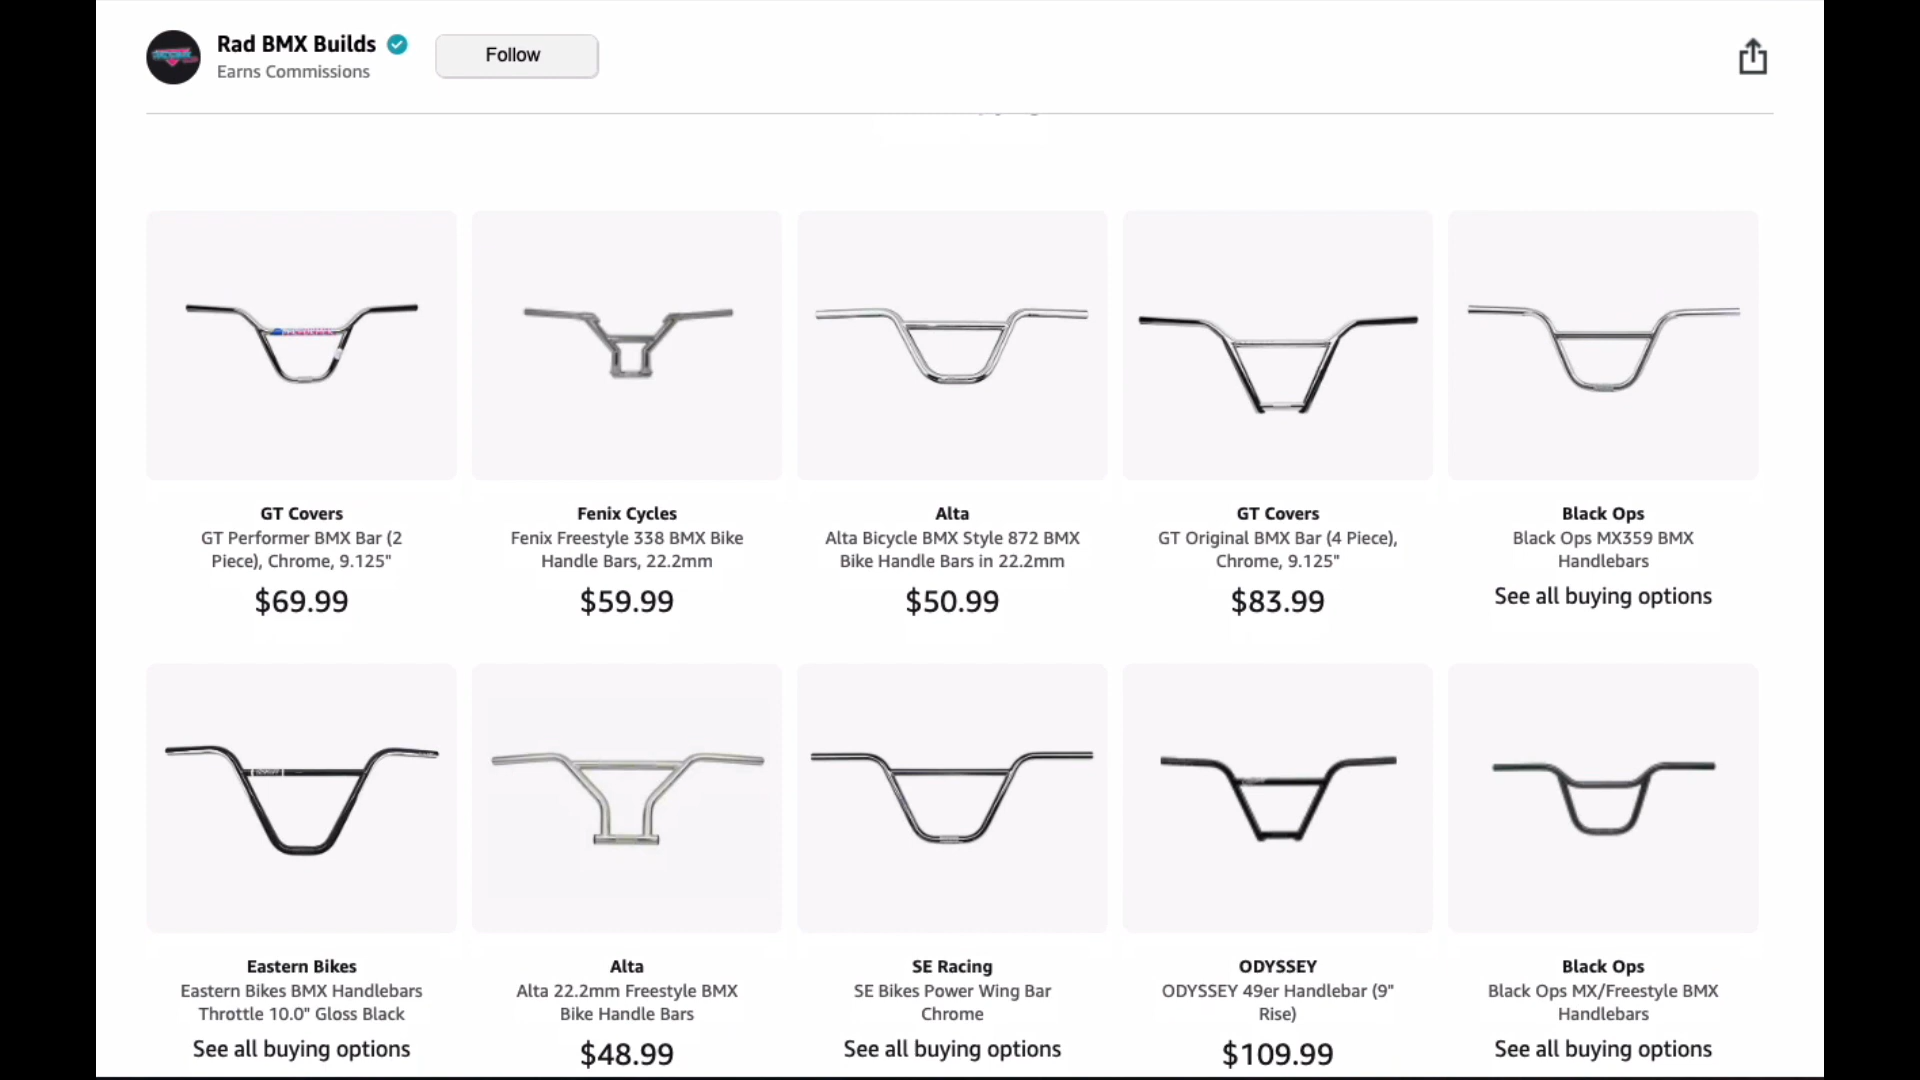 Rad BMX Builds
Earns Commissions
Follow
GT Covers
GT Performer BMX Bar (2
Piece), Chrome, 9.125"
$69.99
Fenix Cycles
Fenix Freestyle 338 BMX Bike
Handle Bars, 22.2mm
$59.99
Alta
Alta Bicycle BMX Style 872 BMX
Bike Handle Bars in 22.2mm
$50.99
GT Covers
GT Original BMX Bar (4 Piece),
Chrome, 9.125"
$83.99
Black Ops
Black Ops MX359 BMX
Handlebars
See all buying options
Eastern Bikes
Eastern Bikes BMX Handlebars
Throttle 10.0" Gloss Black
See all buying options
Alta
Alta 22.2mm Freestyle BMX
Bike Handle Bars
$48.99
SE Racing
SE Bikes Power Wing Bar
Chrome
See all buying options
ODYSSEY
ODYSSEY 49er Handlebar (9"
Rise)
$109.99
Black Ops
Black Ops MX/Freestyle BMX
Handlebars
See all buying options